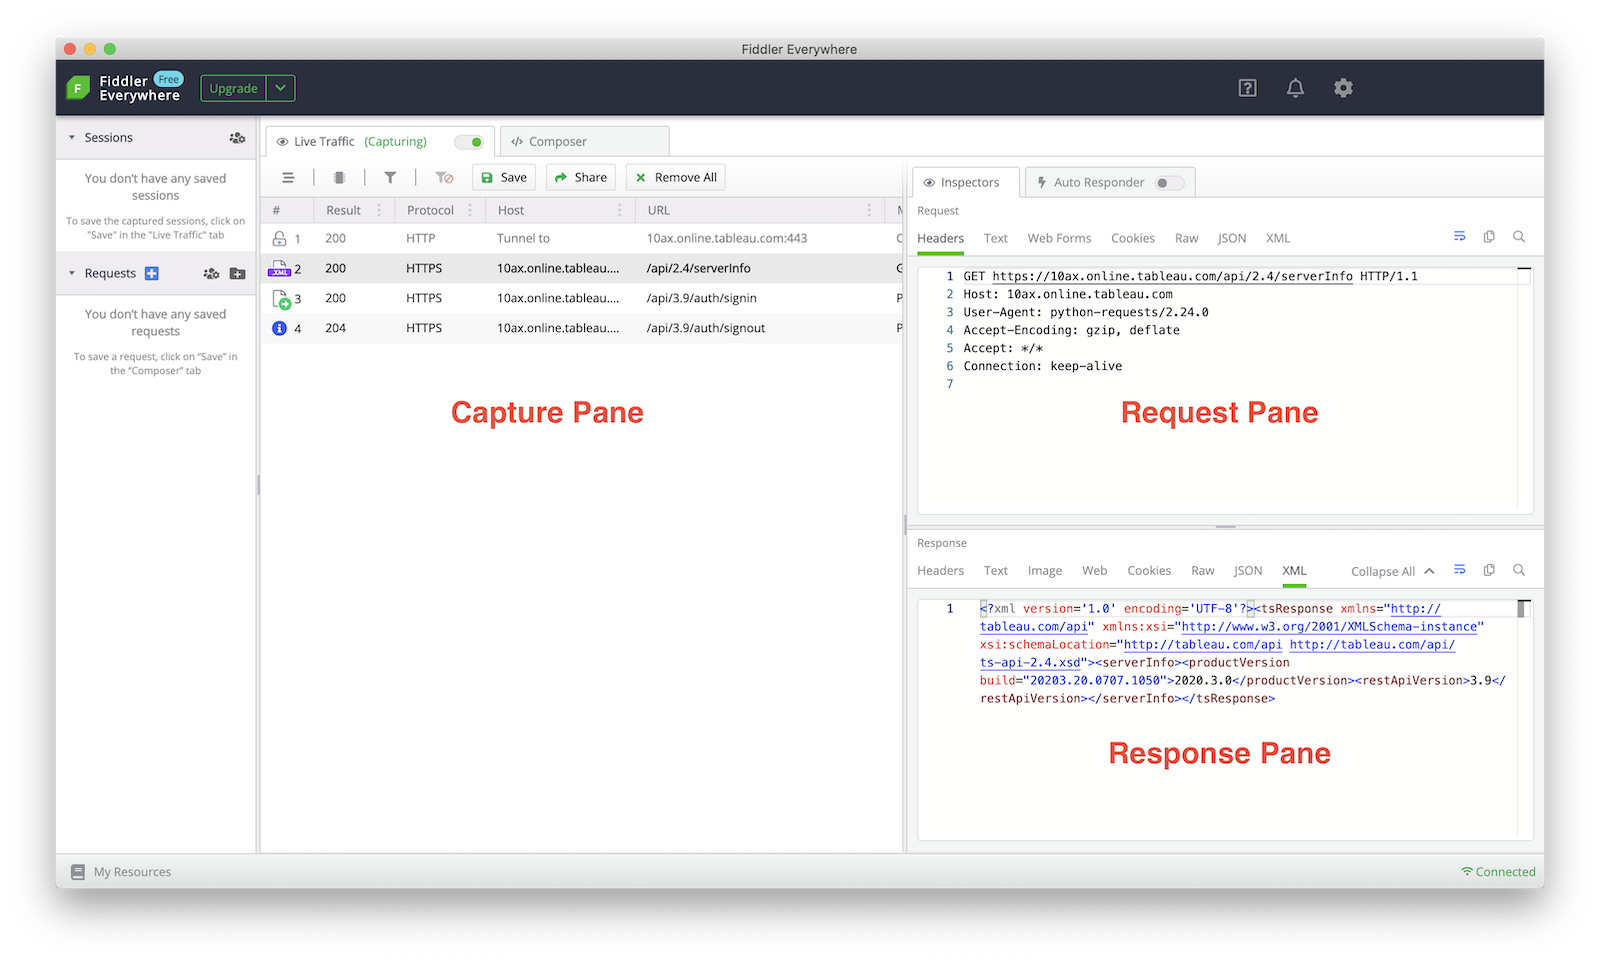 Fiddler Everywhere
Fiddler Free
Everywhere
Upgrade
Sessions
You don't have any saved
sessions
To save the captured sessions, click on
"Save" in the "Live Traffic" tab
Requests
You don't have any saved
requests
To save a request, click on "Save" in
the "Composer" tab
Live Traffic (Capturing)
Composer
Save
Share
Remove All
# Result Protocol Host URL
1 200 HTTP Tunnel to 10ax.online.tableau.com:443
XML 2 200 HTTPS 10ax.online.tableau.... /api/2.4/serverInfo
3 200 HTTPS 10ax.online.tableau.... /api/3.9/auth/signin
4 204 HTTPS 10ax.online.tableau.... /api/3.9/auth/signout
Capture Pane
Inspectors
Auto Responder
Request
Headers Text Web Forms Cookies Raw JSON XML
1 GET https://10ax.online.tableau.com/api/2.4/serverInfo HTTP/1.1
2 Host: 10ax.online.tableau.com
3 User-Agent: python-requests/2.24.0
4 Accept-Encoding: gzip, deflate
5 Accept: */*
6 Connection: keep-alive
7
Request Pane
Response
Headers Text Image Web Cookies Raw JSON XML Collapse All
1 <?xml version='1.0' encoding='UTF-8'?><tsResponse xmlns="http://
tableau.com/api" xmlns:xsi="http://www.w3.org/2001/XMLSchema-instance"
xsi:schemaLocation="http://tableau.com/api http://tableau.com/api/
ts-api-2.4.xsd"><serverInfo><productVersion
build="20203.20.0707.1050">2020.3.0</productVersion><restApiVersion>3.9</
restApiVersion></serverInfo></tsResponse>
Response Pane
My Resources
Connected